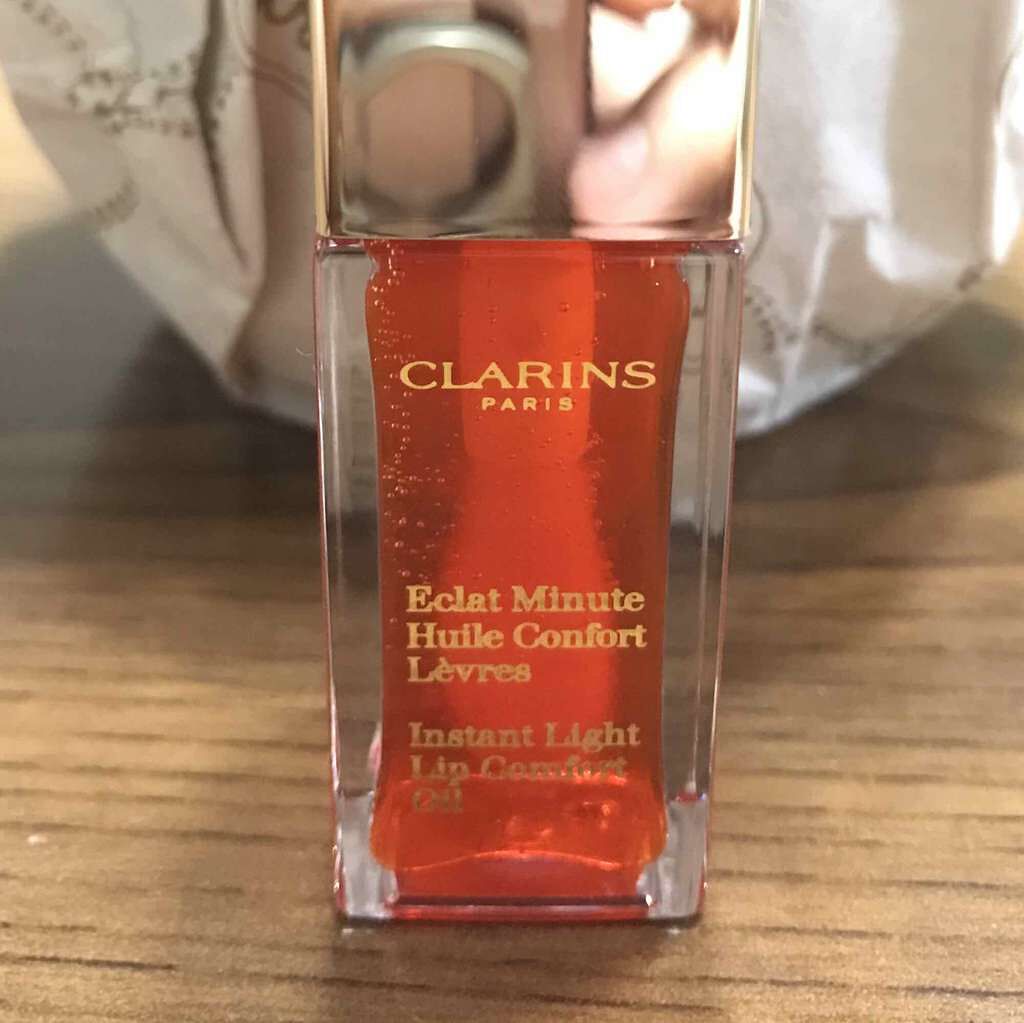 CLARINS
PARIS
Eclat Minute
Huile Confort
Lèvres
Instant Light
Lip Comfort
Oil